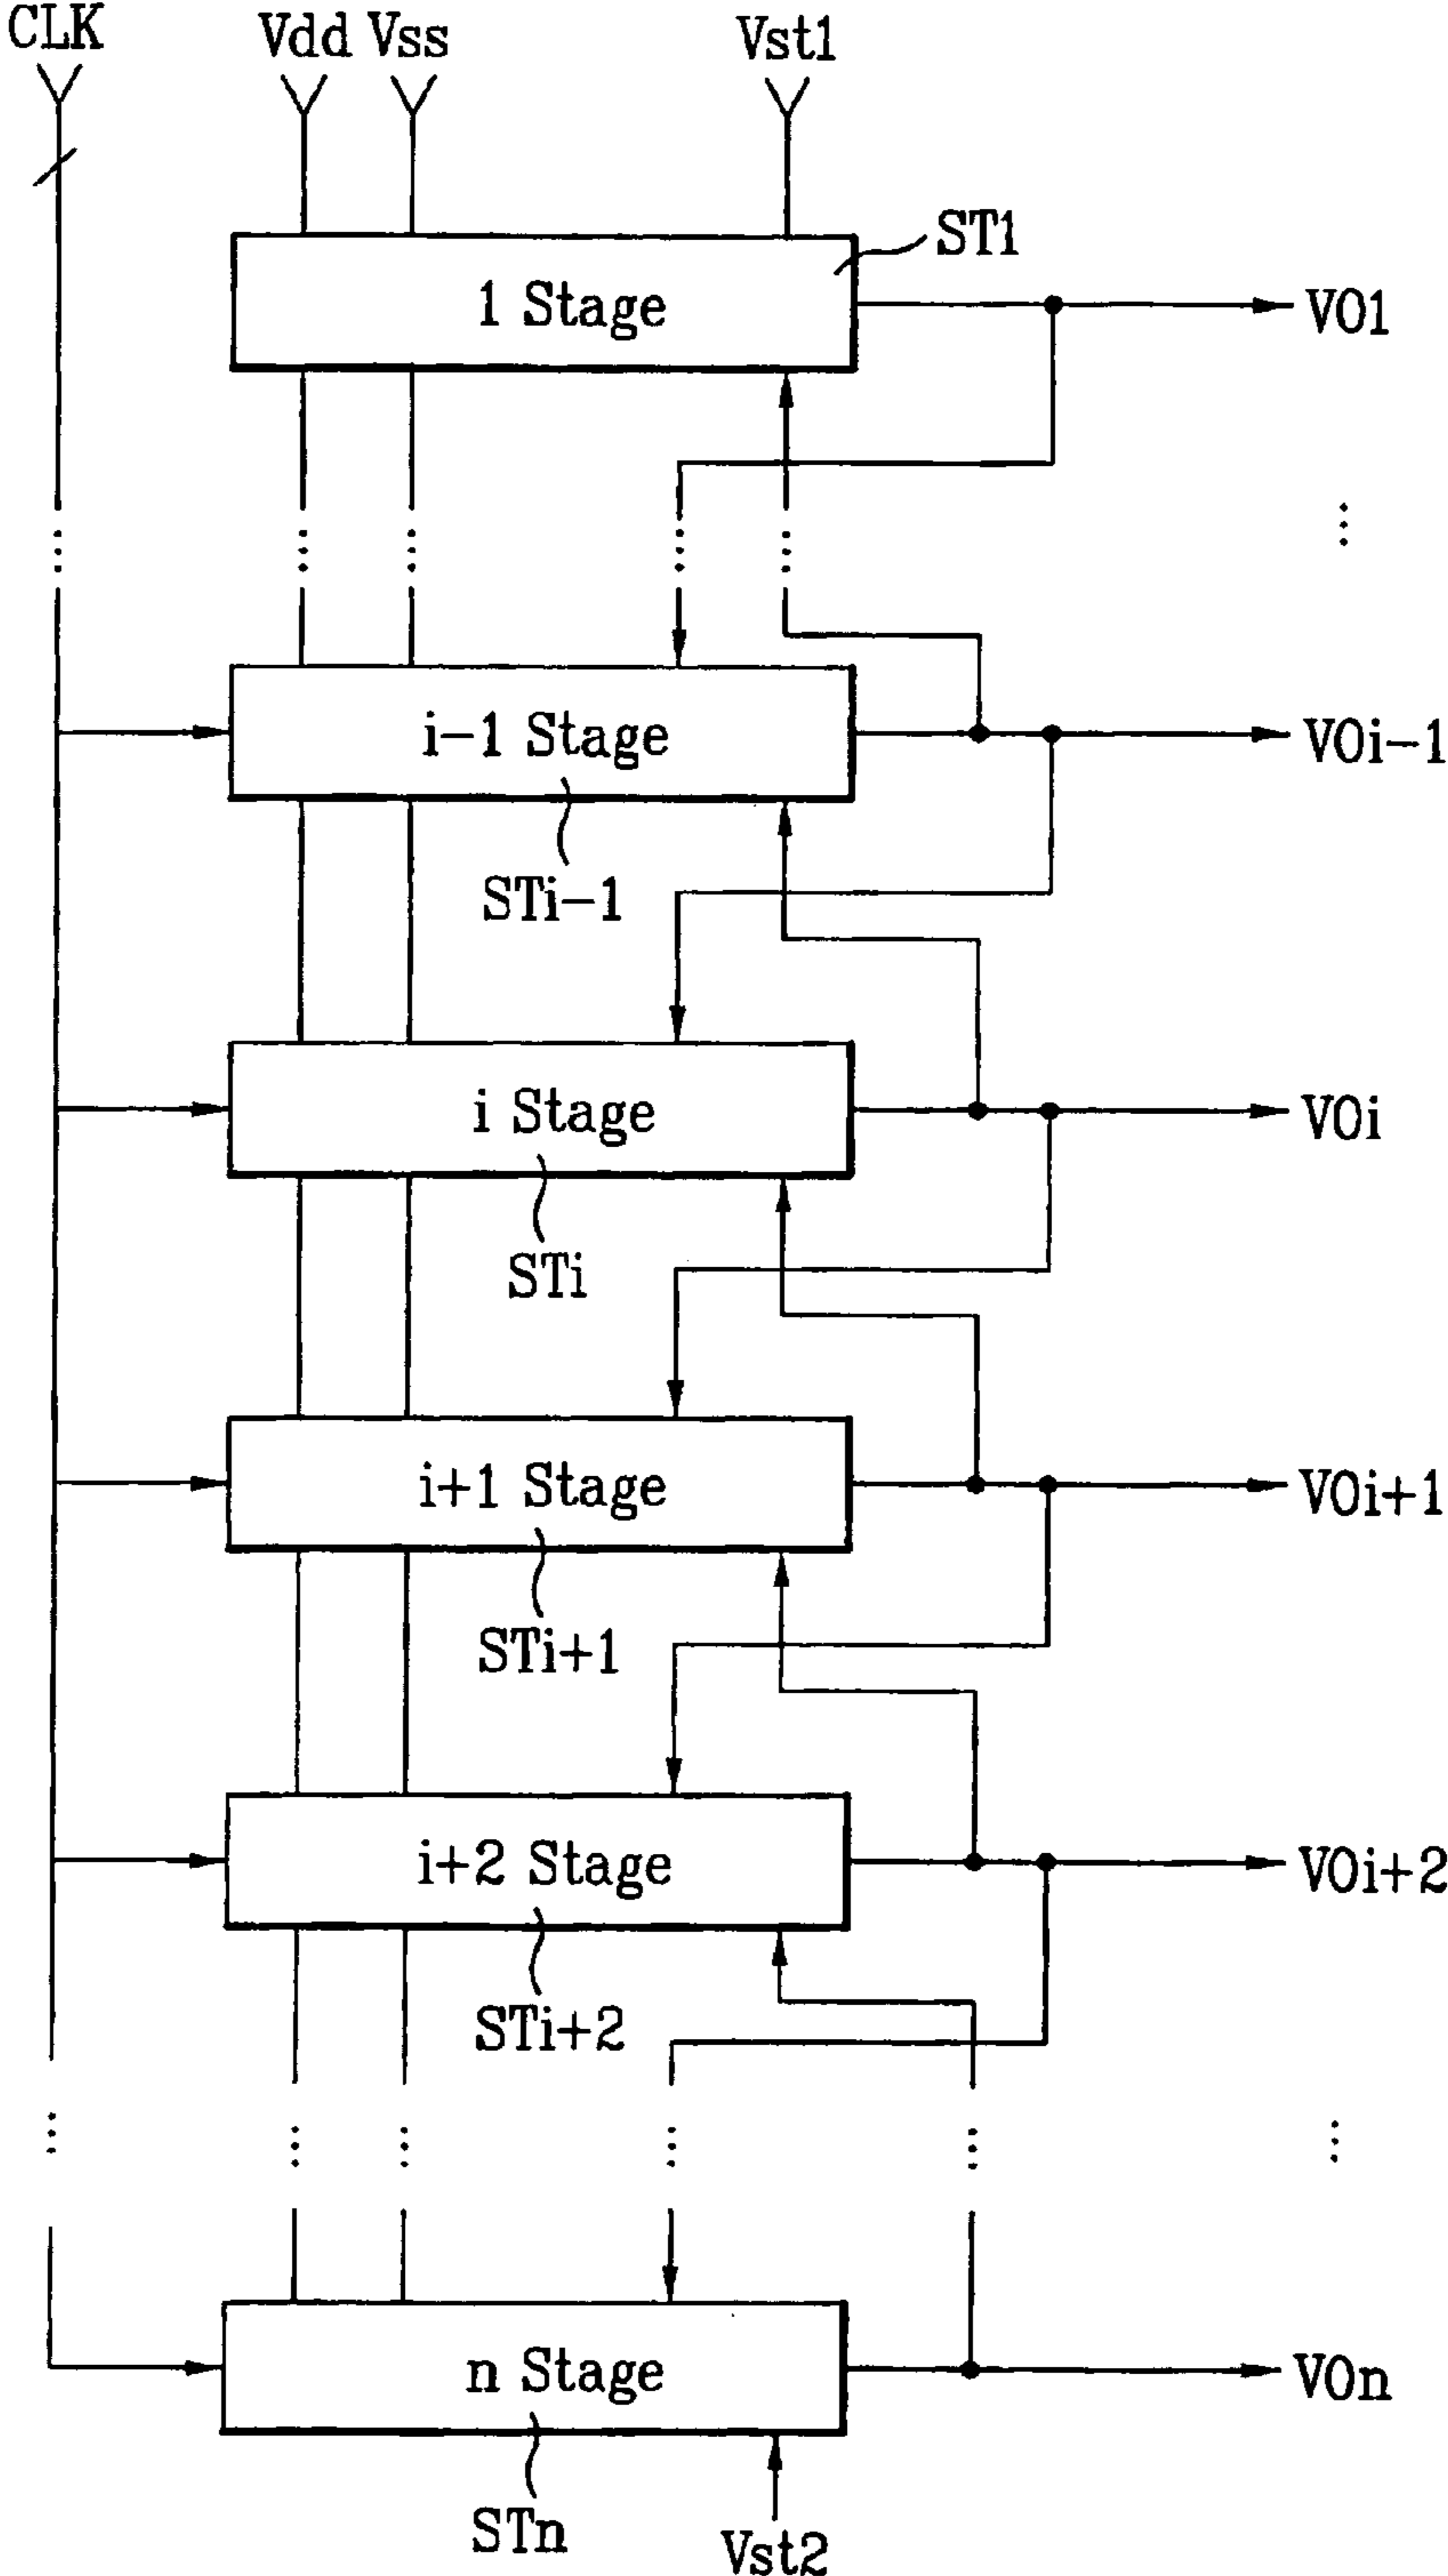 CLK
Vdd Vss
Vst1
ST1
1 Stage
VO1
i-1 Stage
VOi-1
STi-1
i Stage
VOi
STi
i+1 Stage
VOi+1
STi+1
i+2 Stage
VOi+2
STi+2
n Stage
VOn
STn
Vst2